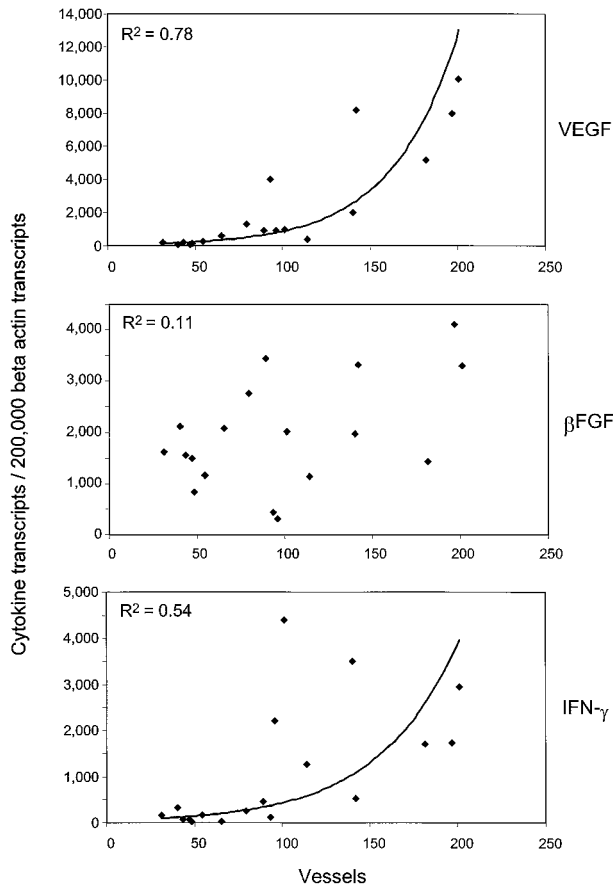 Cytokine transcripts / 200,000 beta actin transcripts
14,000
12,000
10,000
8,000
6,000
4,000
2,000
0
R² = 0.78
0 50 100 150 200 250
VEGF
4,000
3,000
2,000
1,000
0
R² = 0.11
0 50 100 150 200 250
βFGF
5,000
4,000
3,000
2,000
1,000
0
R² = 0.54
0 50 100 150 200 250
IFN-γ
Vessels